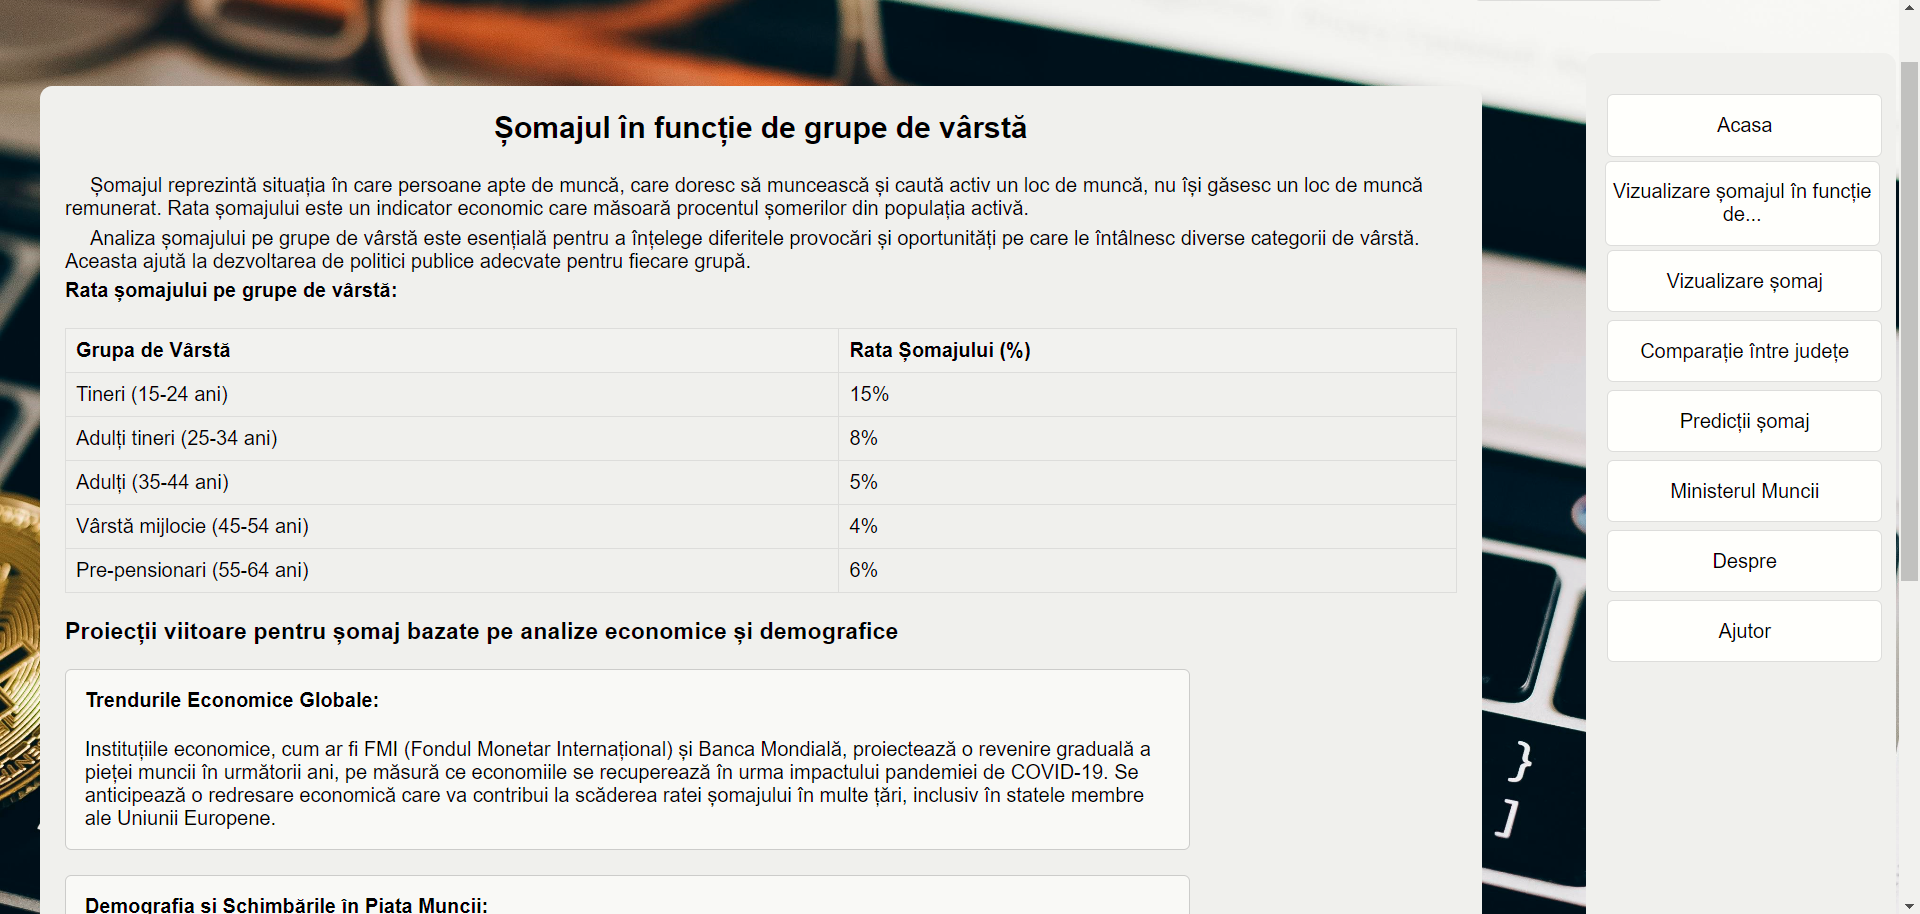 Șomajul în funcție de grupe de vârstă
Șomajul reprezintă situația în care persoane apte de muncă, care doresc să muncească și caută activ un loc de muncă, nu își găsesc un loc de muncă
remunerat. Rata șomajului este un indicator economic care măsoară procentul șomerilor din populația activă.
Analiza șomajului pe grupe de vârstă este esențială pentru a înțelege diferitele provocări și oportunități pe care le întâlnesc diverse categorii de vârstă.
Aceasta ajută la dezvoltarea de politici publice adecvate pentru fiecare grupă.
Rata șomajului pe grupe de vârstă:
Grupa de Vârstă Rata Șomajului (%)
Tineri (15-24 ani) 15%
Adulți tineri (25-34 ani) 8%
Adulți (35-44 ani) 5%
Vârstă mijlocie (45-54 ani) 4%
Pre-pensionari (55-64 ani) 6%
Proiecții viitoare pentru șomaj bazate pe analize economice și demografice
Trendurile Economice Globale:
Instituțiile economice, cum ar fi FMI (Fondul Monetar Internațional) și Banca Mondială, proiectează o revenire graduală a
pieței muncii în următorii ani, pe măsură ce economiile se recuperează în urma impactului pandemiei de COVID-19. Se
anticipează o redresare economică care va contribui la scăderea ratei șomajului în multe țări, inclusiv în statele membre
ale Uniunii Europene.
Demografia și Schimbările în Piața Muncii:
Acasa
Vizualizare șomajul în funcție
de...
Vizualizare șomaj
Comparație între județe
Predicții șomaj
Ministerul Muncii
Despre
Ajutor
}
]